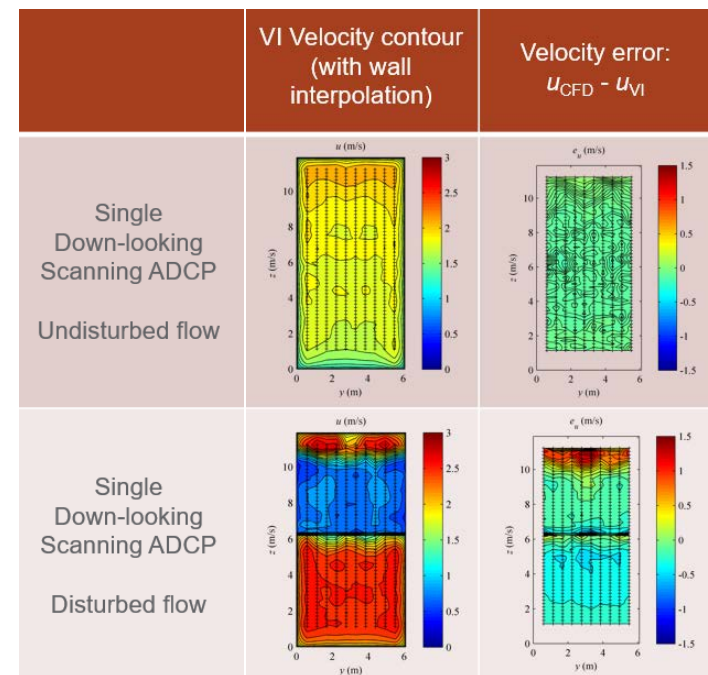 VI Velocity contour
(with wall
interpolation)
Velocity error:
uCFD - uVI
Single
Down-looking
Scanning ADCP
Undisturbed flow
u (m/s)
10
8
6
4
2
0
z (m/s)
0 2 4 6
y (m)
3
2.5
2
1.5
1
0.5
0
eu (m/s)
10
8
6
4
2
0
z (m/s)
0 2 4 6
y (m)
1.5
1
0.5
0
-0.5
-1
-1.5
Single
Down-looking
Scanning ADCP
Disturbed flow
u (m/s)
10
8
6
4
2
0
z (m/s)
0 2 4 6
y (m)
3
2.5
2
1.5
1
0.5
0
eu (m/s)
10
8
6
4
2
0
z (m/s)
0 2 4 6
y (m)
1.5
1
0.5
0
-0.5
-1
-1.5